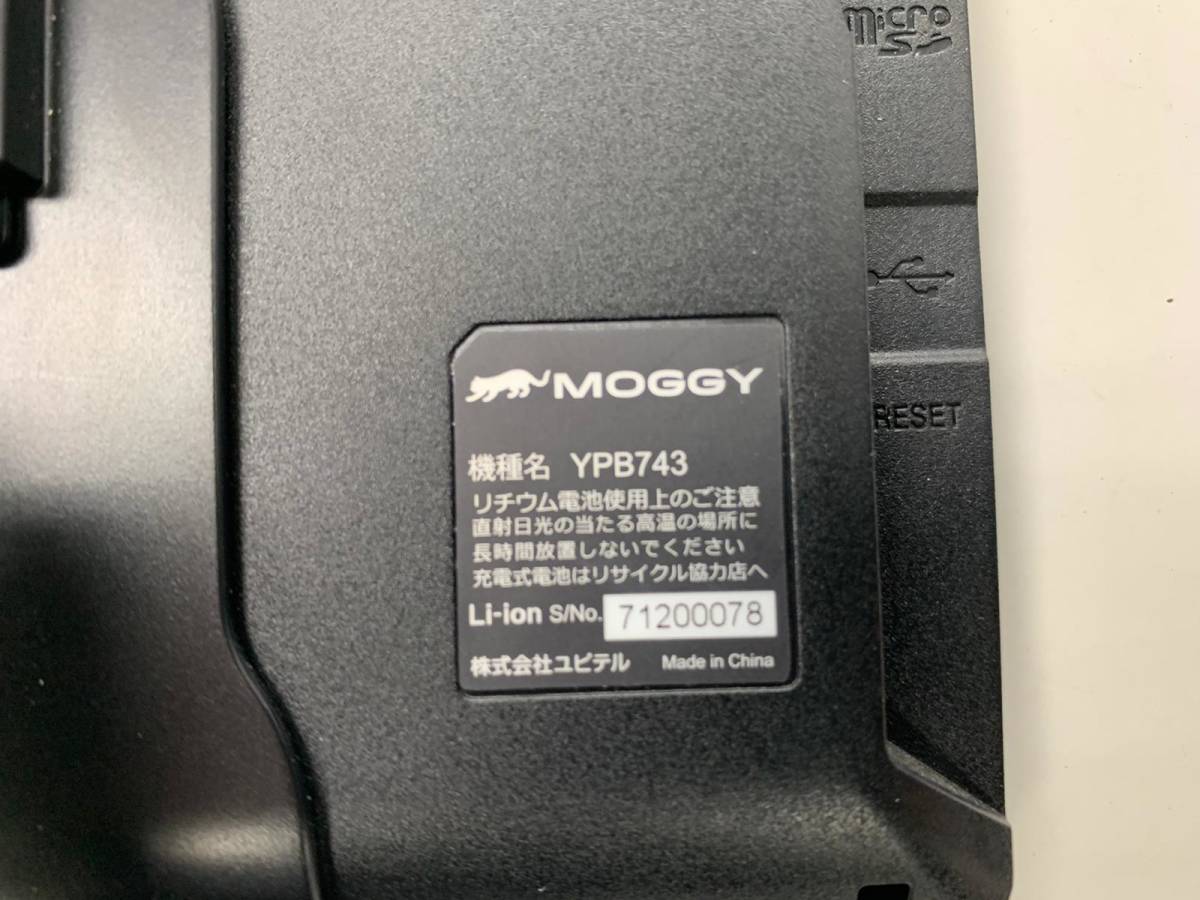 micro
SD
RESET
MOGGY
機種名 YPB743
リチウム電池使用上のご注意
直射日光の当たる高温の場所に
長時間放置しないでください
充電式電池はリサイクル協力店へ
Li-ion S/No. 71200078
株式会社ユピテル Made in China